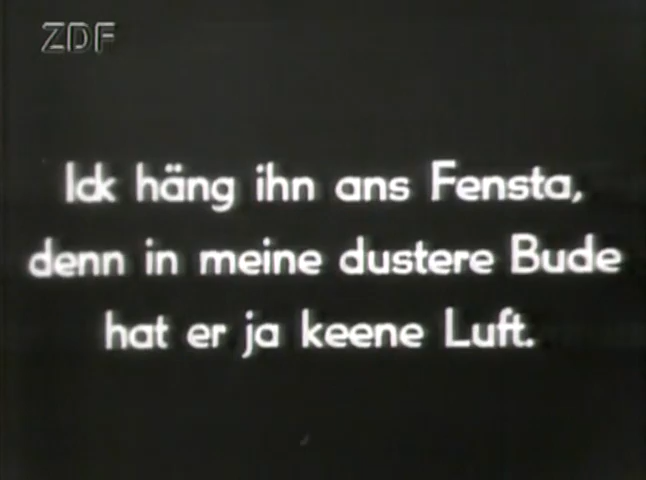 ZDF
Ick häng ihn ans Fensta,
denn in meine dustere Bude
hat er ja keene Luft.